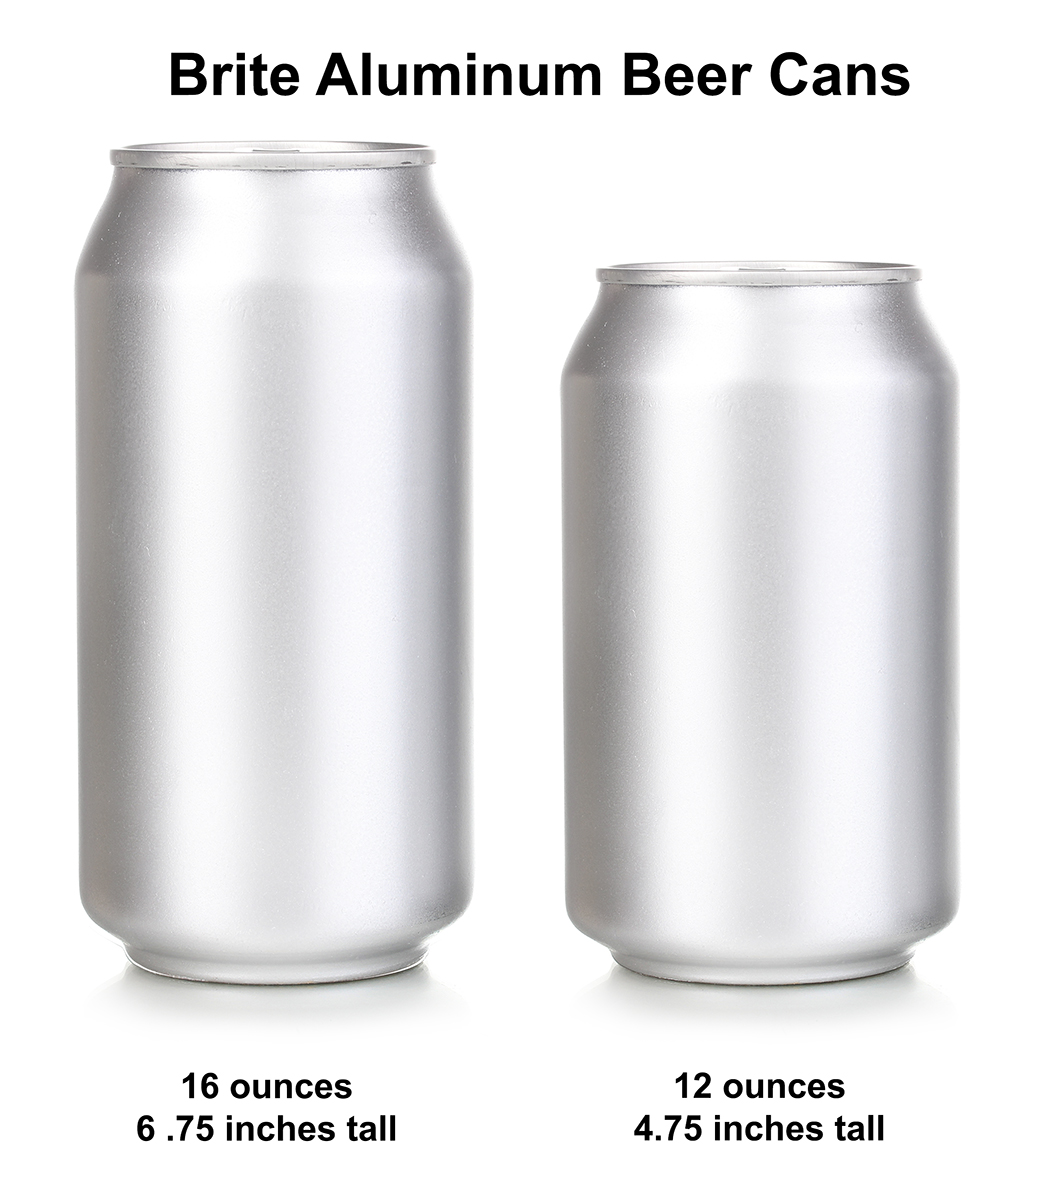 Brite Aluminum Beer Cans
16 ounces
6 .75 inches tall
12 ounces
4.75 inches tall